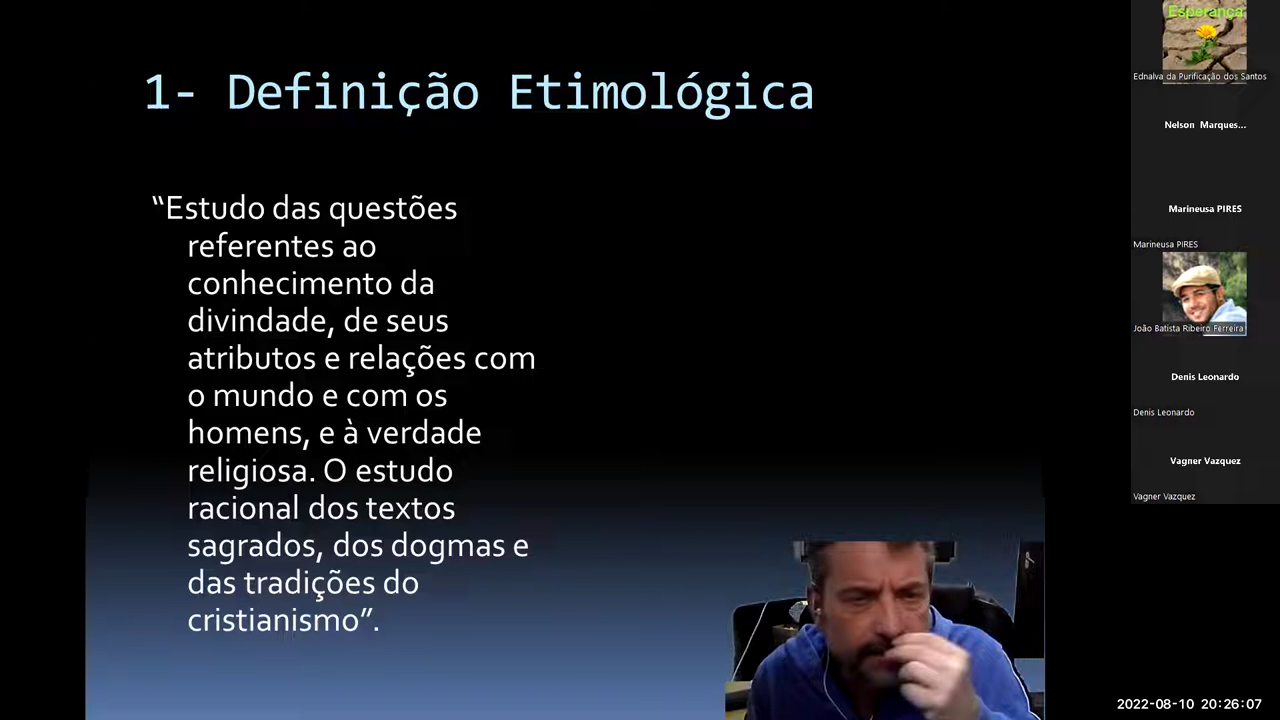 1- Definição Etimológica
“Estudo das questões
referentes ao
conhecimento da
divindade, de seus
atributos e relações com
o mundo e com os
homens, e à verdade
religiosa. O estudo
racional dos textos
sagrados, dos dogmas e
das tradições do
cristianismo”.
Esperança
Ednalva da Purificação dos Santos
Nelson Marques...
Marineusa PIRES
Marineusa PIRES
João Batista Ribeiro Ferreira
Denis Leonardo
Denis Leonardo
Vagner Vazquez
Vagner Vazquez
2022-08-10 20:26:07